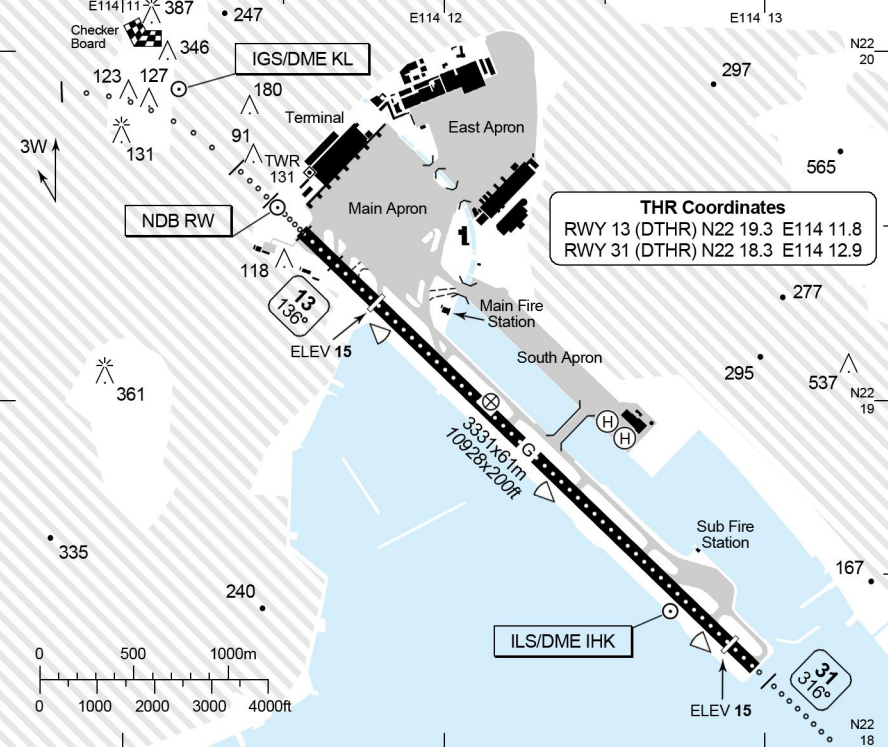 E114 11
387
247
E114 12
E114 13
Checker
Board
346
N22
20
IGS/DME KL
123
127
180
297
Terminal
East Apron
91
3W
131
TWR
131
565
THR Coordinates
RWY 13 (DTHR) N22 19.3 E114 11.8
RWY 31 (DTHR) N22 18.3 E114 12.9
NDB RW
Main Apron
118
13
136°
277
Main Fire
Station
ELEV 15
South Apron
295
537
361
N22
19
H
H
3331x61m
10928x200ft
G
Sub Fire
Station
335
167
240
ILS/DME IHK
0 500 1000m
0 1000 2000 3000 4000ft
31
316°
ELEV 15
N22
18